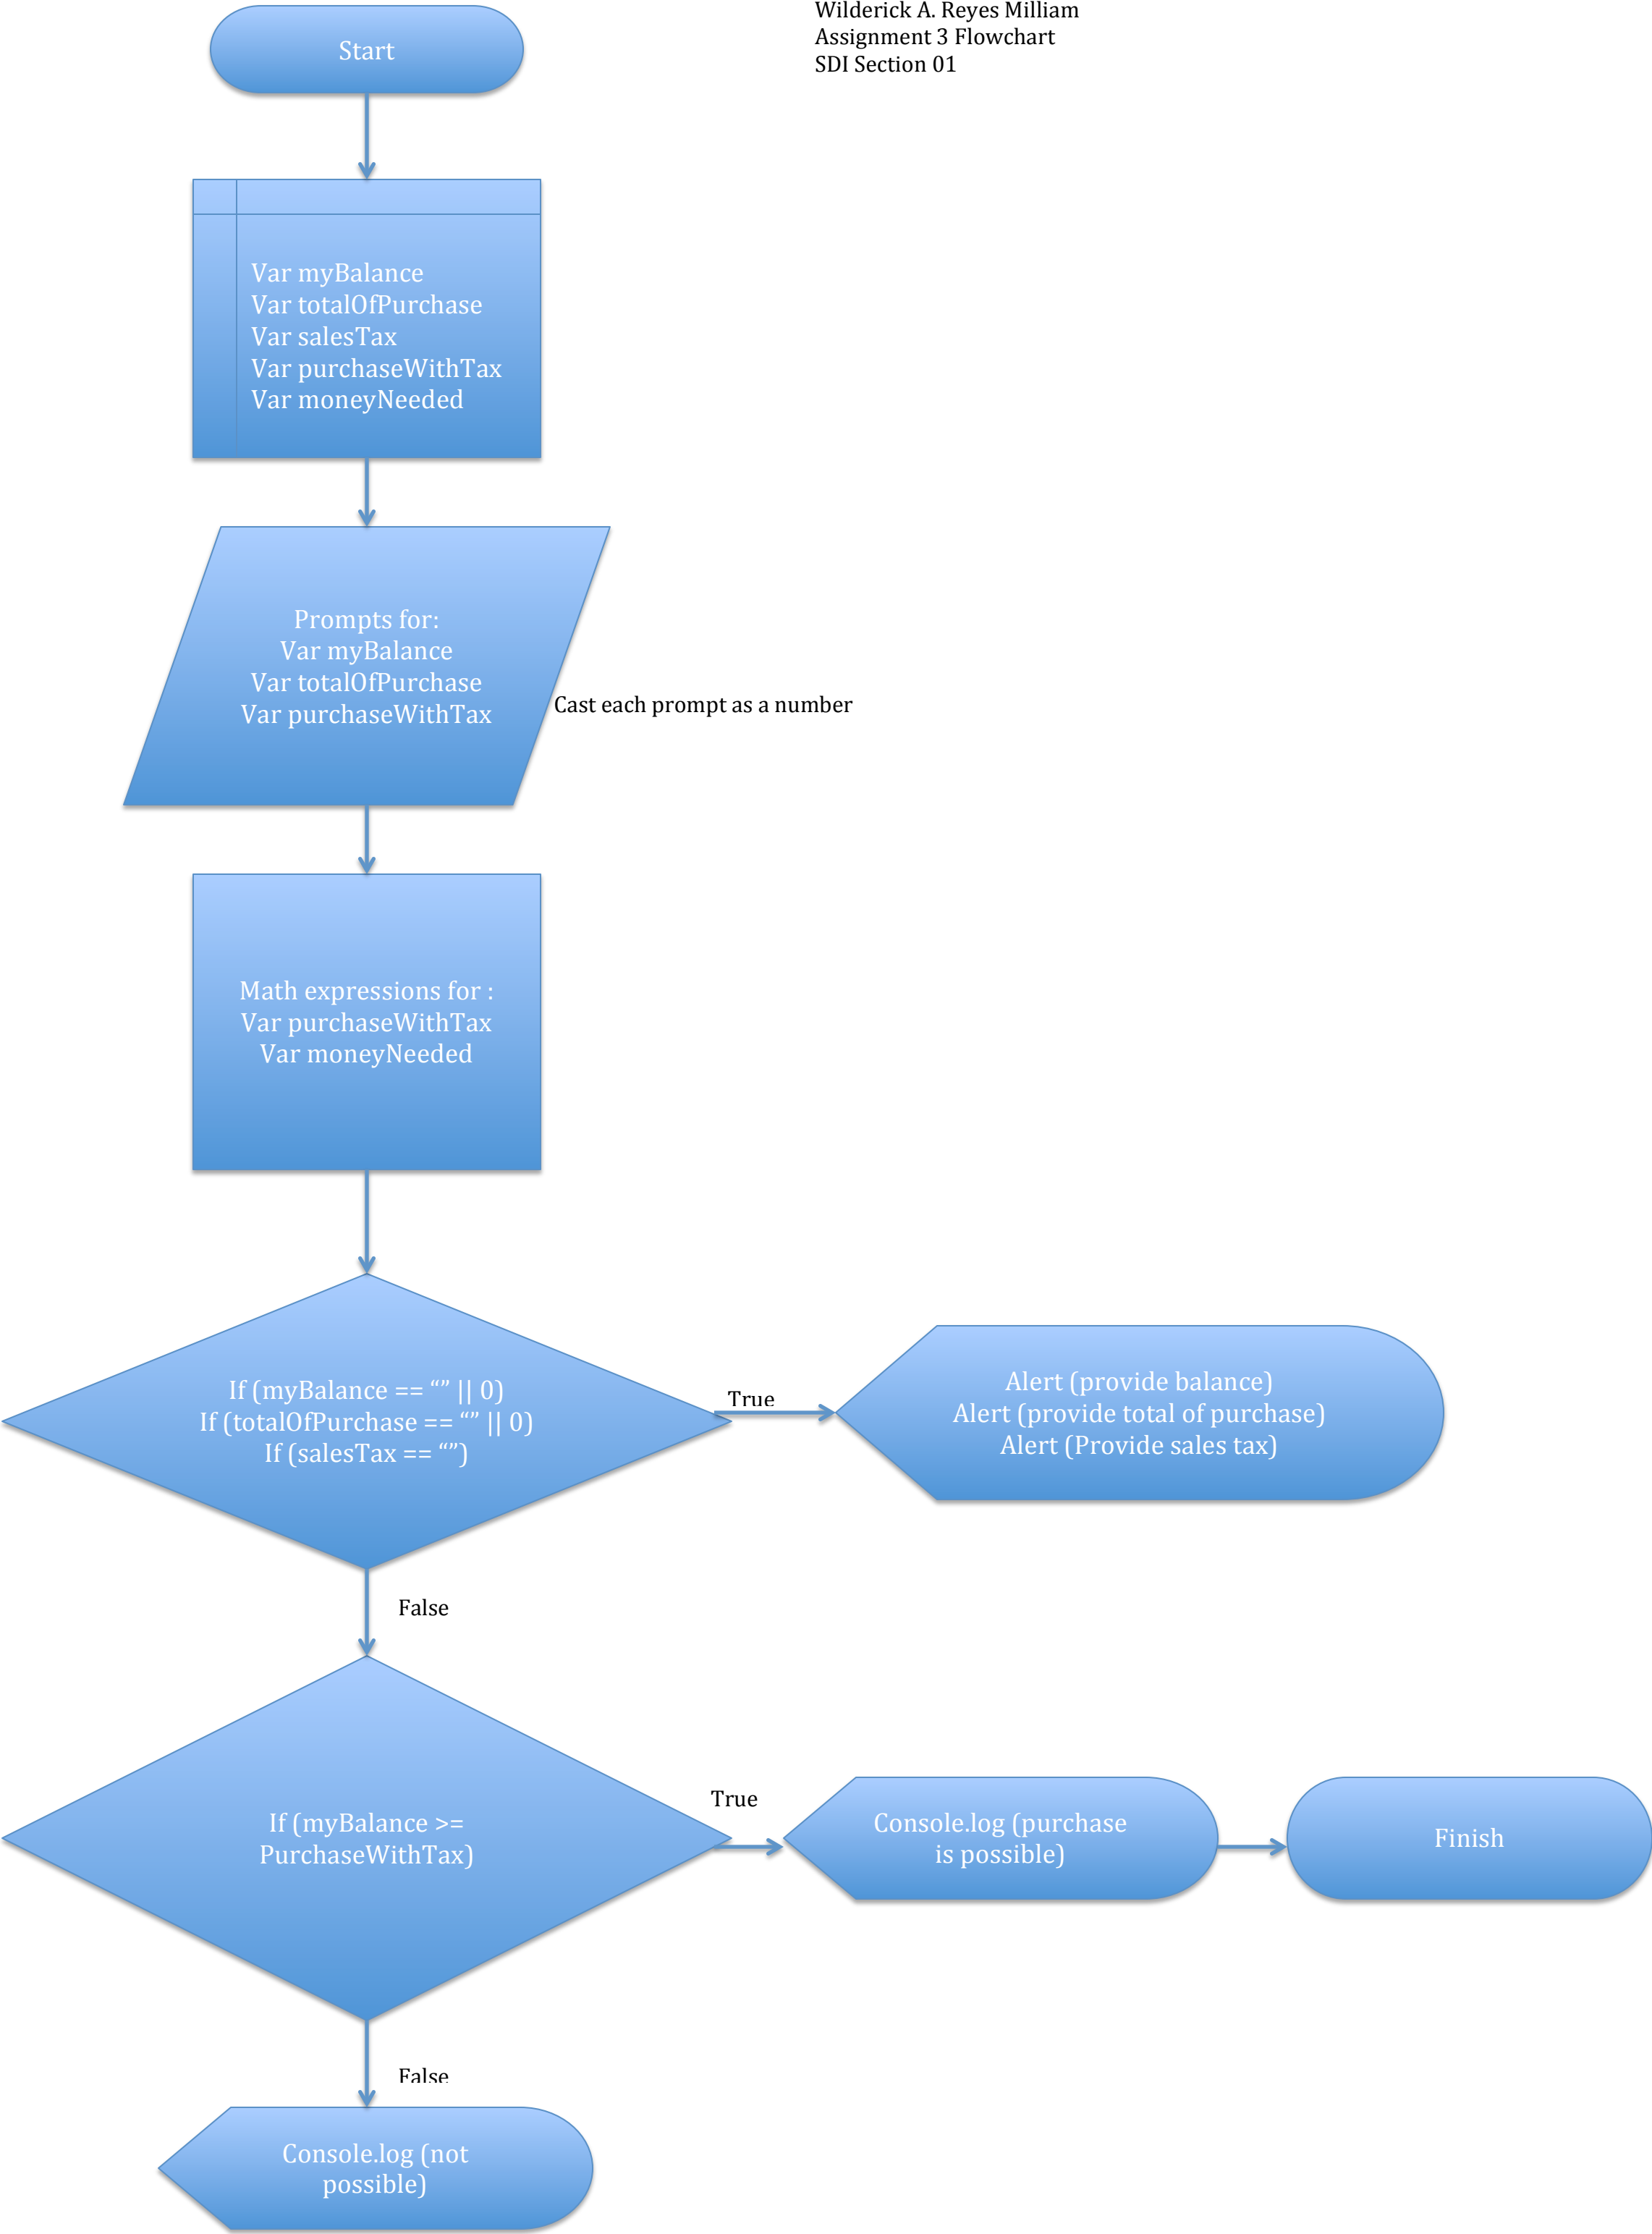 Wilderick A. Reyes Milliam
Assignment 3 Flowchart
SDI Section 01
Start
Var myBalance
Var totalOfPurchase
Var salesTax
Var purchaseWithTax
Var moneyNeeded
Prompts for:
Var myBalance
Var totalOfPurchase
Var purchaseWithTax
Cast each prompt as a number
Math expressions for :
Var purchaseWithTax
Var moneyNeeded
If (myBalance == “” || 0)
If (totalOfPurchase == “” || 0)
If (salesTax == “”)
True
Alert (provide balance)
Alert (provide total of purchase)
Alert (Provide sales tax)
False
If (myBalance >=
PurchaseWithTax)
True
Console.log (purchase
is possible)
Finish
False
Console.log (not
possible)